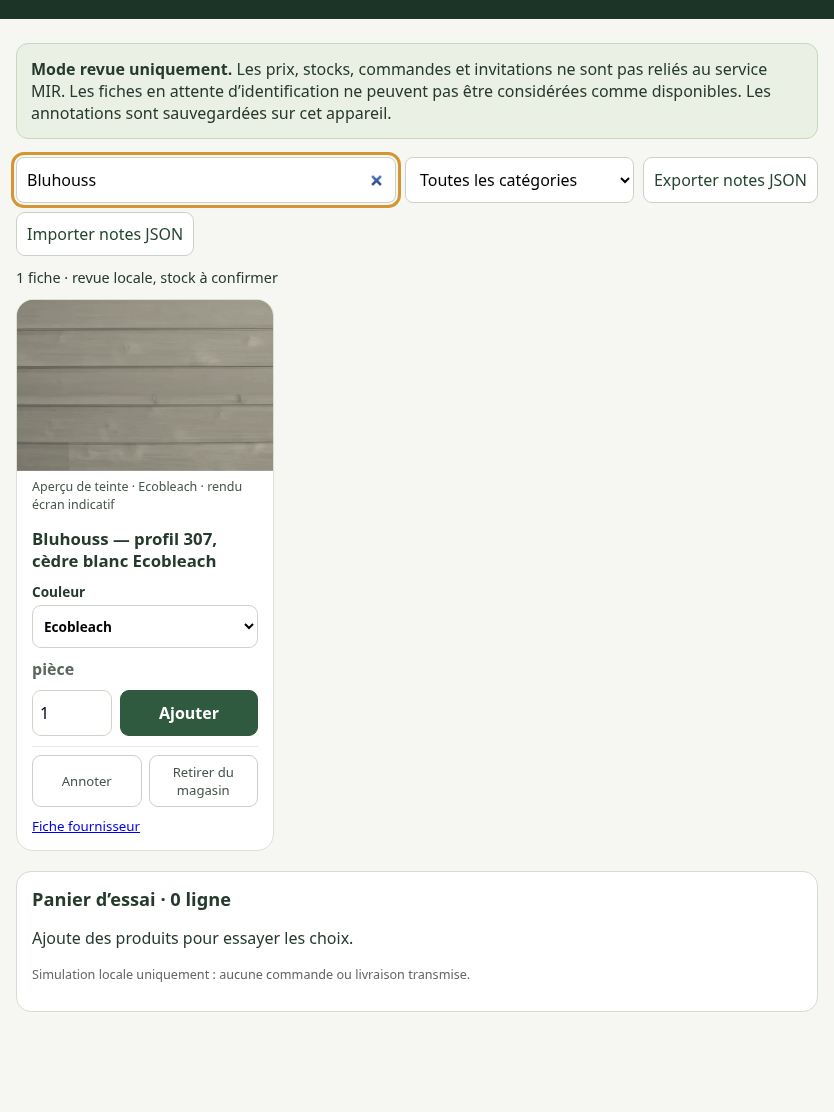 Mode revue uniquement. Les prix, stocks, commandes et invitations ne sont pas reliés au service
MIR. Les fiches en attente d’identification ne peuvent pas être considérées comme disponibles. Les
annotations sont sauvegardées sur cet appareil.
Bluhouss
Toutes les catégories
Exporter notes JSON
Importer notes JSON
1 fiche · revue locale, stock à confirmer
Aperçu de teinte · Ecobleach · rendu
écran indicatif
Bluhouss — profil 307,
cèdre blanc Ecobleach
Couleur
Ecobleach
pièce
1
Ajouter
Annoter
Retirer du
magasin
Fiche fournisseur
Panier d’essai · 0 ligne
Ajoute des produits pour essayer les choix.
Simulation locale uniquement : aucune commande ou livraison transmise.